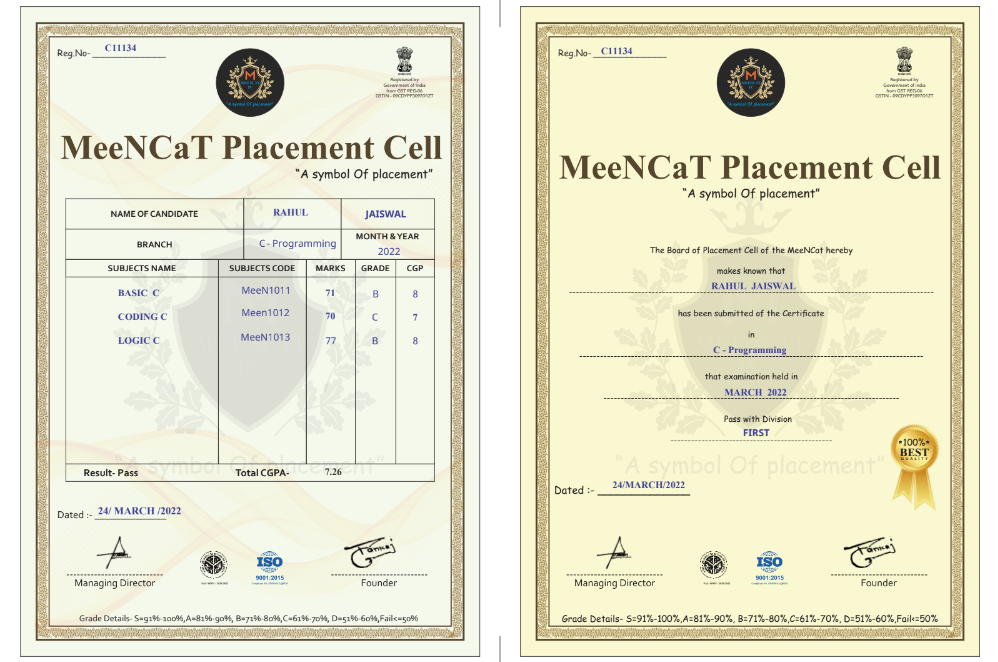 Reg.No- C11134
M
"A symbol Of placement"
Registered by
Government of India
from GST REG-06
MeeNCaT Placement Cell
"A symbol Of placement"
NAME OF CANDIDATE RAHUL JAISWAL
BRANCH C - Programming MONTH & YEAR
2022
SUBJECTS NAME SUBJECTS CODE MARKS GRADE CGP
BASIC C MeeN1011 71 B 8
CODING C Meen1012 70 C 7
LOGIC C MeeN1013 77 B 8
"A symbol Of placement"
Result- Pass Total CGPA- 7.26
Dated :- 24/ MARCH /2022
ISO
9001:2015
Managing Director Founder
Grade Details- S=91%-100%,A=81%-90%, B=71%-80%,C=61%-70%, D=51%-60%,Fail<=50%
Reg.No- C11134
M
"A symbol Of placement"
Registered by
Government of India
from GST REG-06
MeeNCaT Placement Cell
"A symbol Of placement"
The Board of Placement Cell of the MeeNCat hereby
makes known that
RAHUL JAISWAL
has been submitted of the Certificate
in
C - Programming
that examination held in
MARCH 2022
Pass with Division
FIRST
100%
BEST
QUALITY
"A symbol Of placement"
Dated :- 24/MARCH/2022
ISO
9001:2015
Managing Director Founder
Grade Details- S=91%-100%,A=81%-90%, B=71%-80%,C=61%-70%, D=51%-60%,Fail<=50%